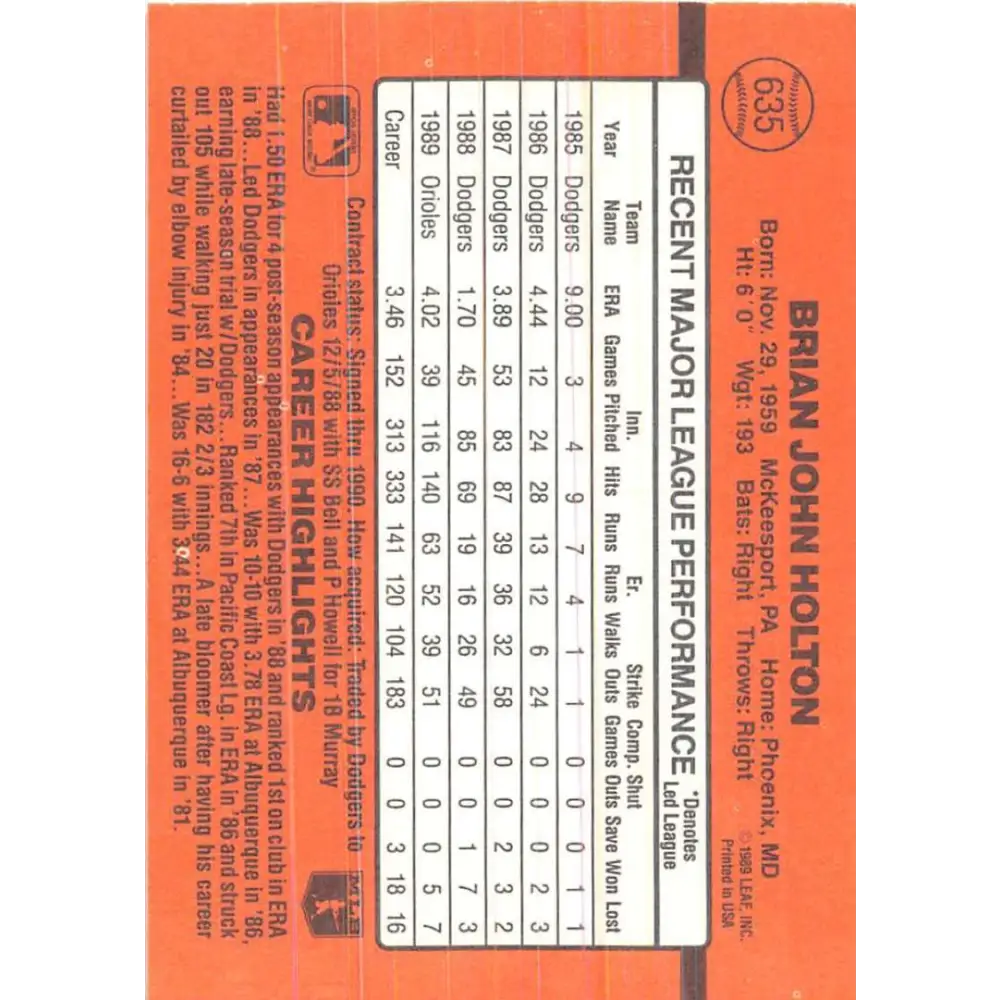 635
BRIAN JOHN HOLTON
Born: Nov. 29, 1959 McKeesport, PA Home: Phoenix, MD
Ht: 6'0" Wgt: 193 Bats: Right Throws: Right
© 1989 LEAF, INC.
Printed in USA
RECENT MAJOR LEAGUE PERFORMANCE
*Denotes
Led League
Team Inn. Er. Strike Comp. Shut
Year Name ERA Games Pitched Hits Runs Runs Walks Outs Games Outs Save Won Lost
1985 Dodgers 9.00 3 4 9 7 4 1 1 0 0 0 1 1
1986 Dodgers 4.44 12 24 28 13 12 6 24 0 0 0 2 3
1987 Dodgers 3.89 53 83 87 39 36 32 58 0 0 2 3 2
1988 Dodgers 1.70 45 85 69 19 16 26 49 0 0 1 7 3
1989 Orioles 4.02 39 116 140 63 52 39 51 0 0 0 5 7
Career 3.46 152 313 333 141 120 104 183 0 0 3 18 16
Contract status: Signed thru 1990. How acquired: Traded by Dodgers to
Orioles 12/5/88 with SS Bell and P Howell for 1B Murray
MLB
CAREER HIGHLIGHTS
Had 1.50 ERA for 4 post-season appearances with Dodgers in '88 and ranked 1st on club in ERA
in '88...Led Dodgers in appearances in '87...Was 10-10 with 3.78 ERA at Albuquerque in '86,
earning late-season trial w/Dodgers...Ranked 7th in Pacific Coast Lg. in ERA in '86 and struck
out 105 while walking just 20 in 182 2/3 innings...A late bloomer after having his career
curtailed by elbow injury in '84...Was 16-6 with 3.44 ERA at Albuquerque in '81.